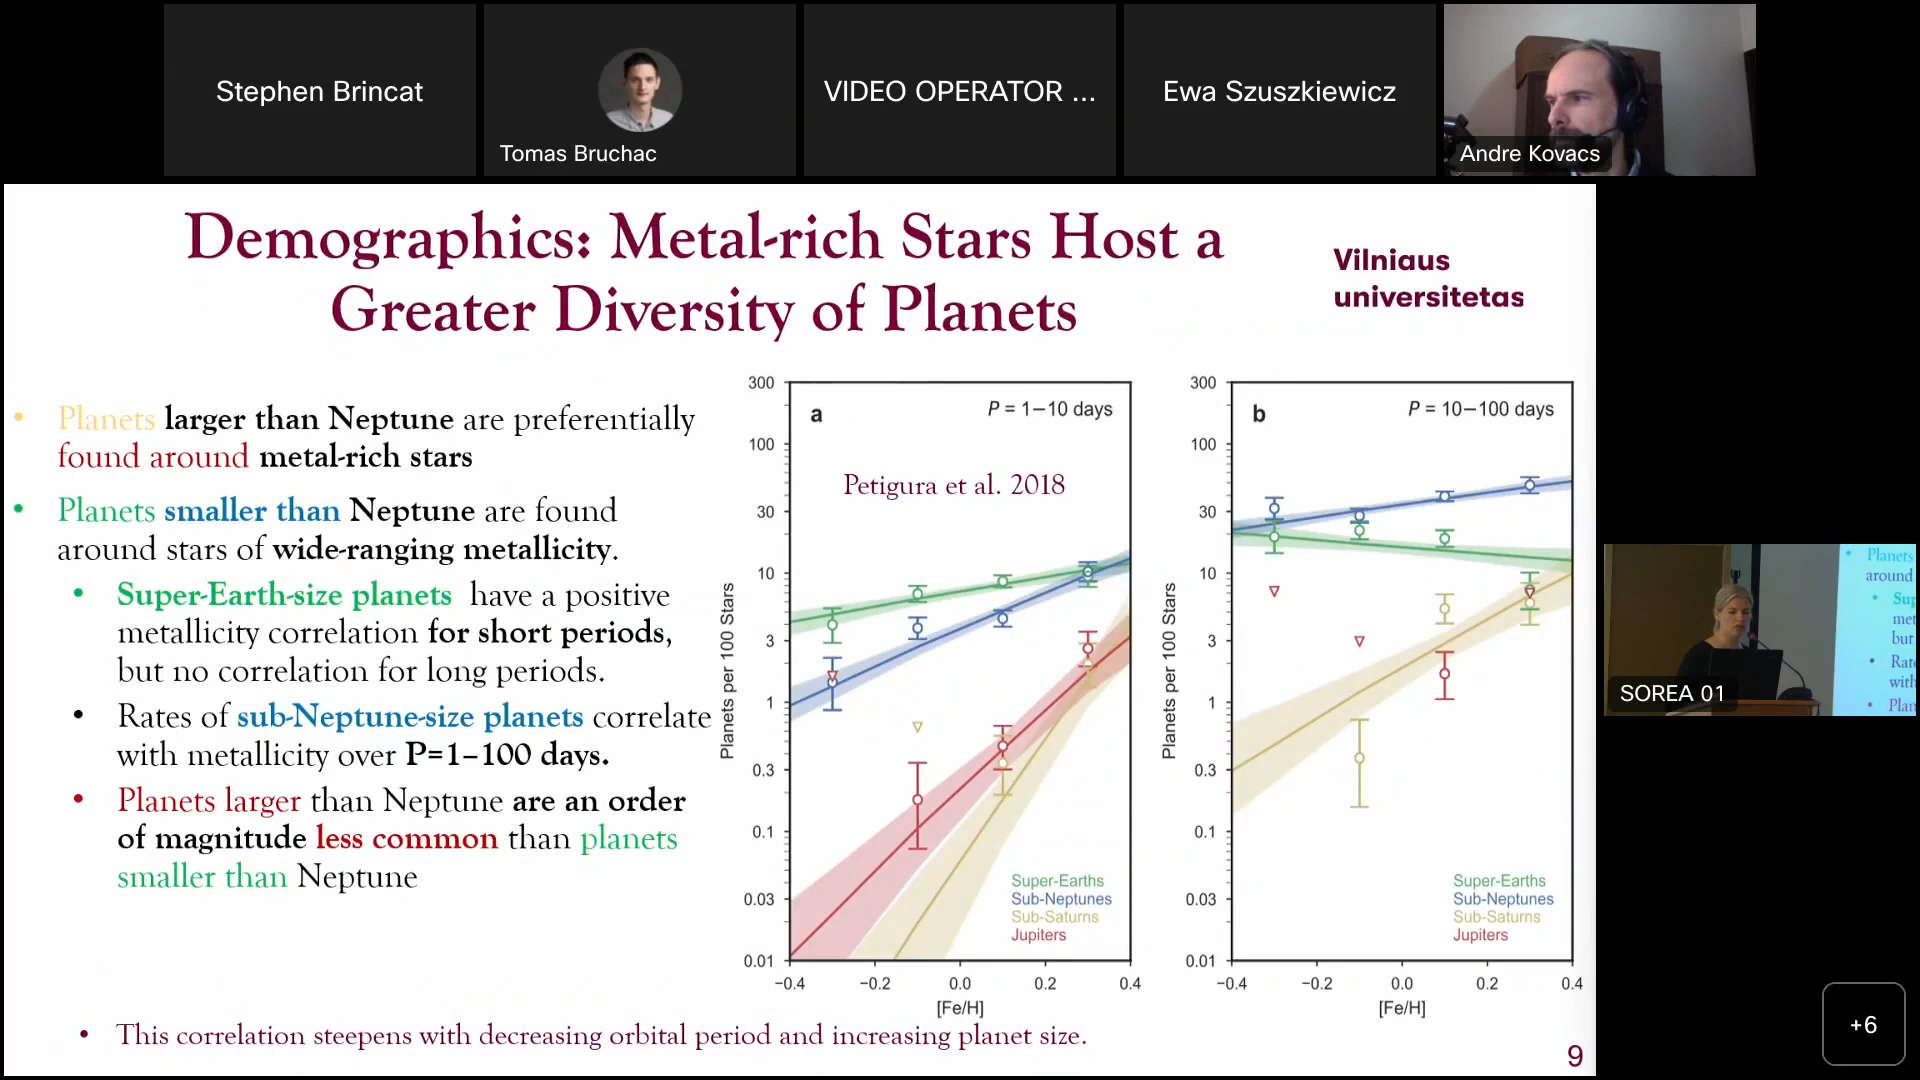 Stephen Brincat
Tomas Bruchac
VIDEO OPERATOR ...
Ewa Szuszkiewicz
Andre Kovacs
Demographics: Metal-rich Stars Host a
Greater Diversity of Planets
Vilniaus
universitetas
• Planets larger than Neptune are preferentially
found around metal-rich stars
• Planets smaller than Neptune are found
around stars of wide-ranging metallicity.
• Super-Earth-size planets have a positive
metallicity correlation for short periods,
but no correlation for long periods.
• Rates of sub-Neptune-size planets correlate
with metallicity over P=1–100 days.
• Planets larger than Neptune are an order
of magnitude less common than planets
smaller than Neptune
• This correlation steepens with decreasing orbital period and increasing planet size.
a
P = 1−10 days
Petigura et al. 2018
Planets per 100 Stars
300
100
30
10
3
1
0.3
0.1
0.03
0.01
Super-Earths
Sub-Neptunes
Sub-Saturns
Jupiters
−0.4 −0.2 0.0 0.2 0.4
[Fe/H]
b
P = 10−100 days
Planets per 100 Stars
300
100
30
10
3
1
0.3
0.1
0.03
0.01
Super-Earths
Sub-Neptunes
Sub-Saturns
Jupiters
−0.4 −0.2 0.0 0.2 0.4
[Fe/H]
9
• Planets
around
• Sup
met
but
• Rate
with
• Plan
SOREA 01
+6